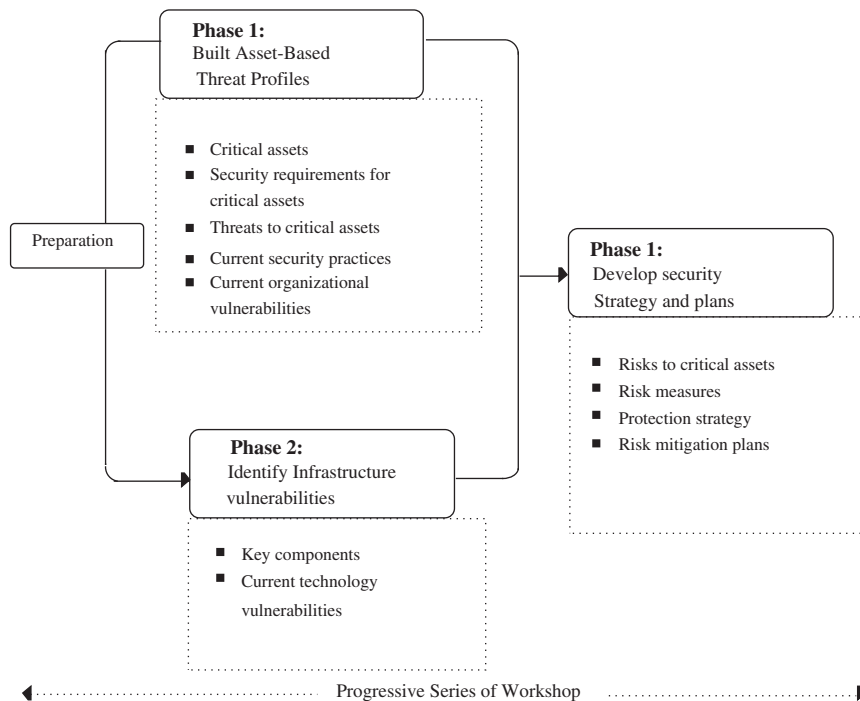 Phase 1:
Built Asset-Based
Threat Profiles
Critical assets
Security requirements for
critical assets
Threats to critical assets
Current security practices
Current organizational
vulnerabilities
Preparation
Phase 2:
Identify Infrastructure
vulnerabilities
Key components
Current technology
vulnerabilities
Phase 1:
Develop security
Strategy and plans
Risks to critical assets
Risk measures
Protection strategy
Risk mitigation plans
Progressive Series of Workshop